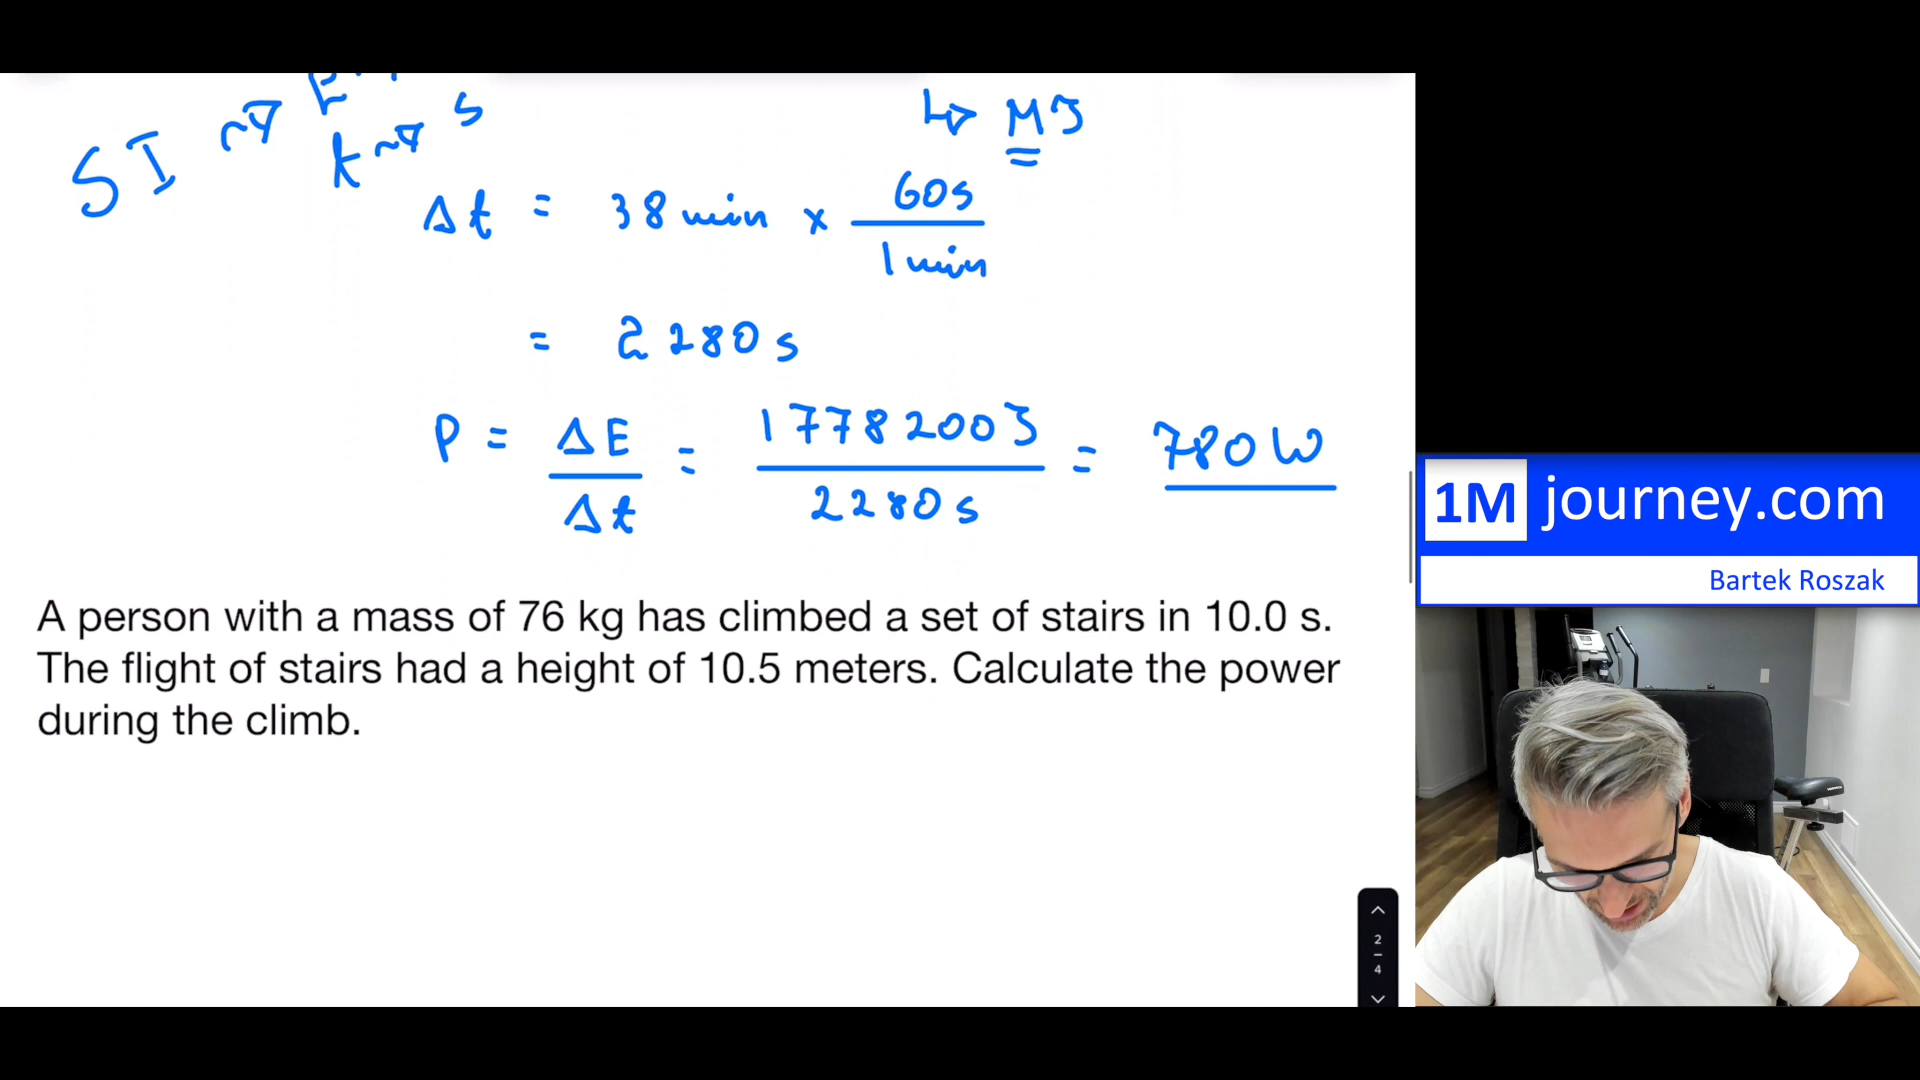 SI
k s
MJ
Δt = 38 min x 60s
1 min
= 2280 s
P = ΔE = 1778200J = 780 W
Δt 2280 s
A person with a mass of 76 kg has climbed a set of stairs in 10.0 s.
The flight of stairs had a height of 10.5 meters. Calculate the power
during the climb.
1M journey.com
Bartek Roszak
2
4